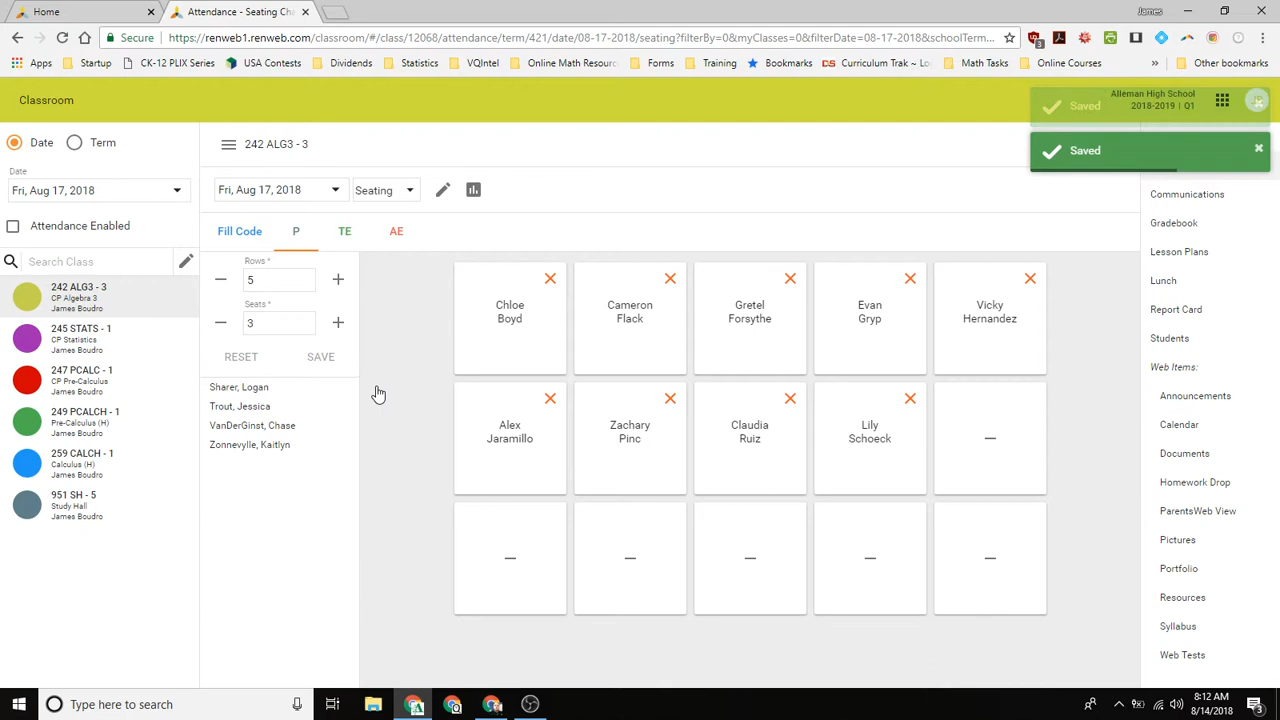 Home
Attendance - Seating Cha
James
Secure
https://renweb1.renweb.com/classroom/#/class/12068/attendance/term/421/date/08-17-2018/seating?filterBy=0&myClasses=0&filterDate=08-17-2018&schoolTerm...
3
Apps
Startup
CK-12 PLIX Series
USA Contests
Dividends
Statistics
VQIntel
Online Math Resour
Forms
Training
Bookmarks
Curriculum Trak ~ Lo
Math Tasks
Online Courses
»
Other bookmarks
Classroom
Saved
Alleman High School
2018-2019 | Q1
Saved
Date
Term
Date
Fri, Aug 17, 2018
Attendance Enabled
Search Class
242 ALG3 - 3
CP Algebra 3
James Boudro
245 STATS - 1
CP Statistics
James Boudro
247 PCALC - 1
CP Pre-Calculus
James Boudro
249 PCALCH - 1
Pre-Calculus (H)
James Boudro
259 CALCH - 1
Calculus (H)
James Boudro
951 SH - 5
Study Hall
James Boudro
242 ALG3 - 3
Fri, Aug 17, 2018
Seating
Fill Code
P
TE
AE
Rows *
5
Seats *
3
RESET
SAVE
Sharer, Logan
Trout, Jessica
VanDerGinst, Chase
Zonnevylle, Kaitlyn
Chloe
Boyd
Cameron
Flack
Gretel
Forsythe
Evan
Gryp
Vicky
Hernandez
Alex
Jaramillo
Zachary
Pinc
Claudia
Ruiz
Lily
Schoeck
—
—
—
—
—
—
Communications
Gradebook
Lesson Plans
Lunch
Report Card
Students
Web Items:
Announcements
Calendar
Documents
Homework Drop
ParentsWeb View
Pictures
Portfolio
Resources
Syllabus
Web Tests
Type here to search
8:12 AM
8/14/2018
3